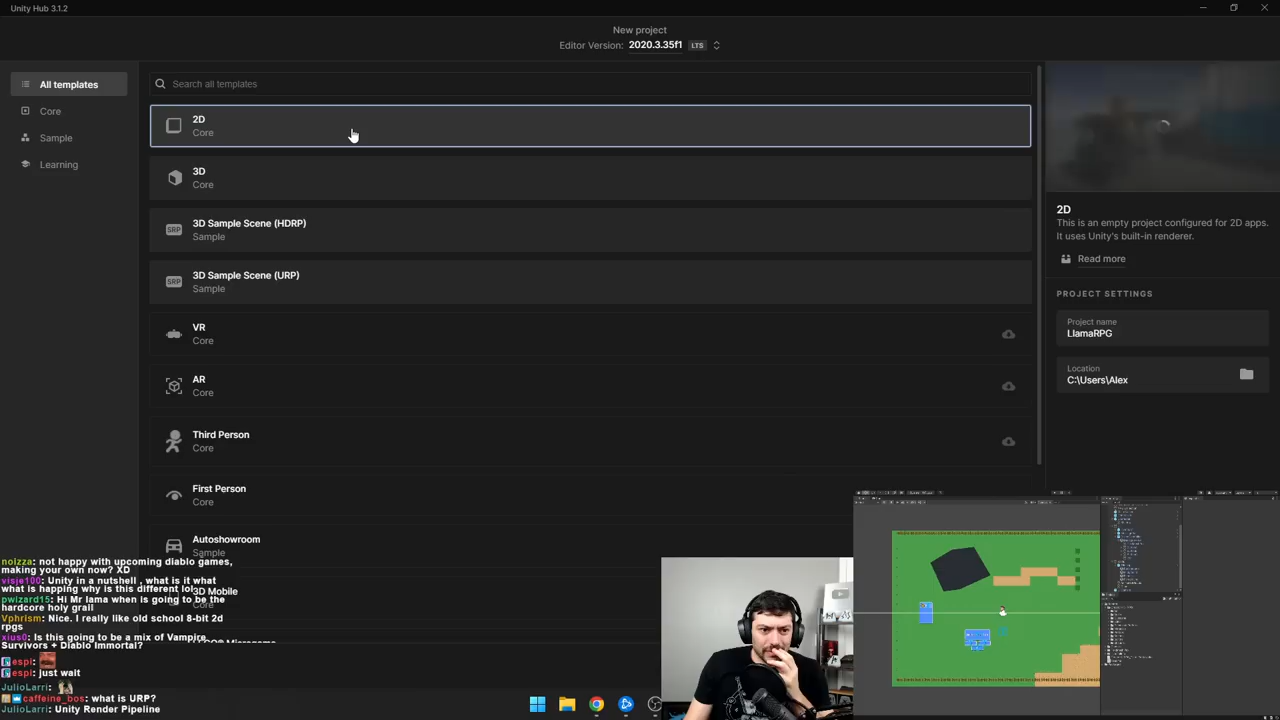 Unity Hub 3.1.2
New project
Editor Version: 2020.3.35f1 LTS
All templates
Core
Sample
Learning
Search all templates
2D
Core
3D
Core
3D Sample Scene (HDRP)
SRP
Sample
3D Sample Scene (URP)
SRP
Sample
VR
Core
AR
Core
Third Person
Core
First Person
Core
Autoshowroom
Sample
3D Mobile
Core
2D
This is an empty project configured for 2D apps.
It uses Unity's built-in renderer.
Read more
PROJECT SETTINGS
Project name
LlamaRPG
Location
C:\Users\Alex
noizza: not happy with upcoming diablo games,
making your own now? XD
visje100: Unity in a nutshell , what is it what
what is happing why is this different lol
pwizard15: Hi Mr lama when is going to be the
hardcore holy grail
Vphrism: Nice. I really like old school 8-bit 2d
rpgs
xius0: Is this going to be a mix of Vampire
Survivors + Diablo Immortal?
espi:
espi: just wait
JulioLarri:
caffeine_bos: what is URP?
JulioLarri: Unity Render Pipeline